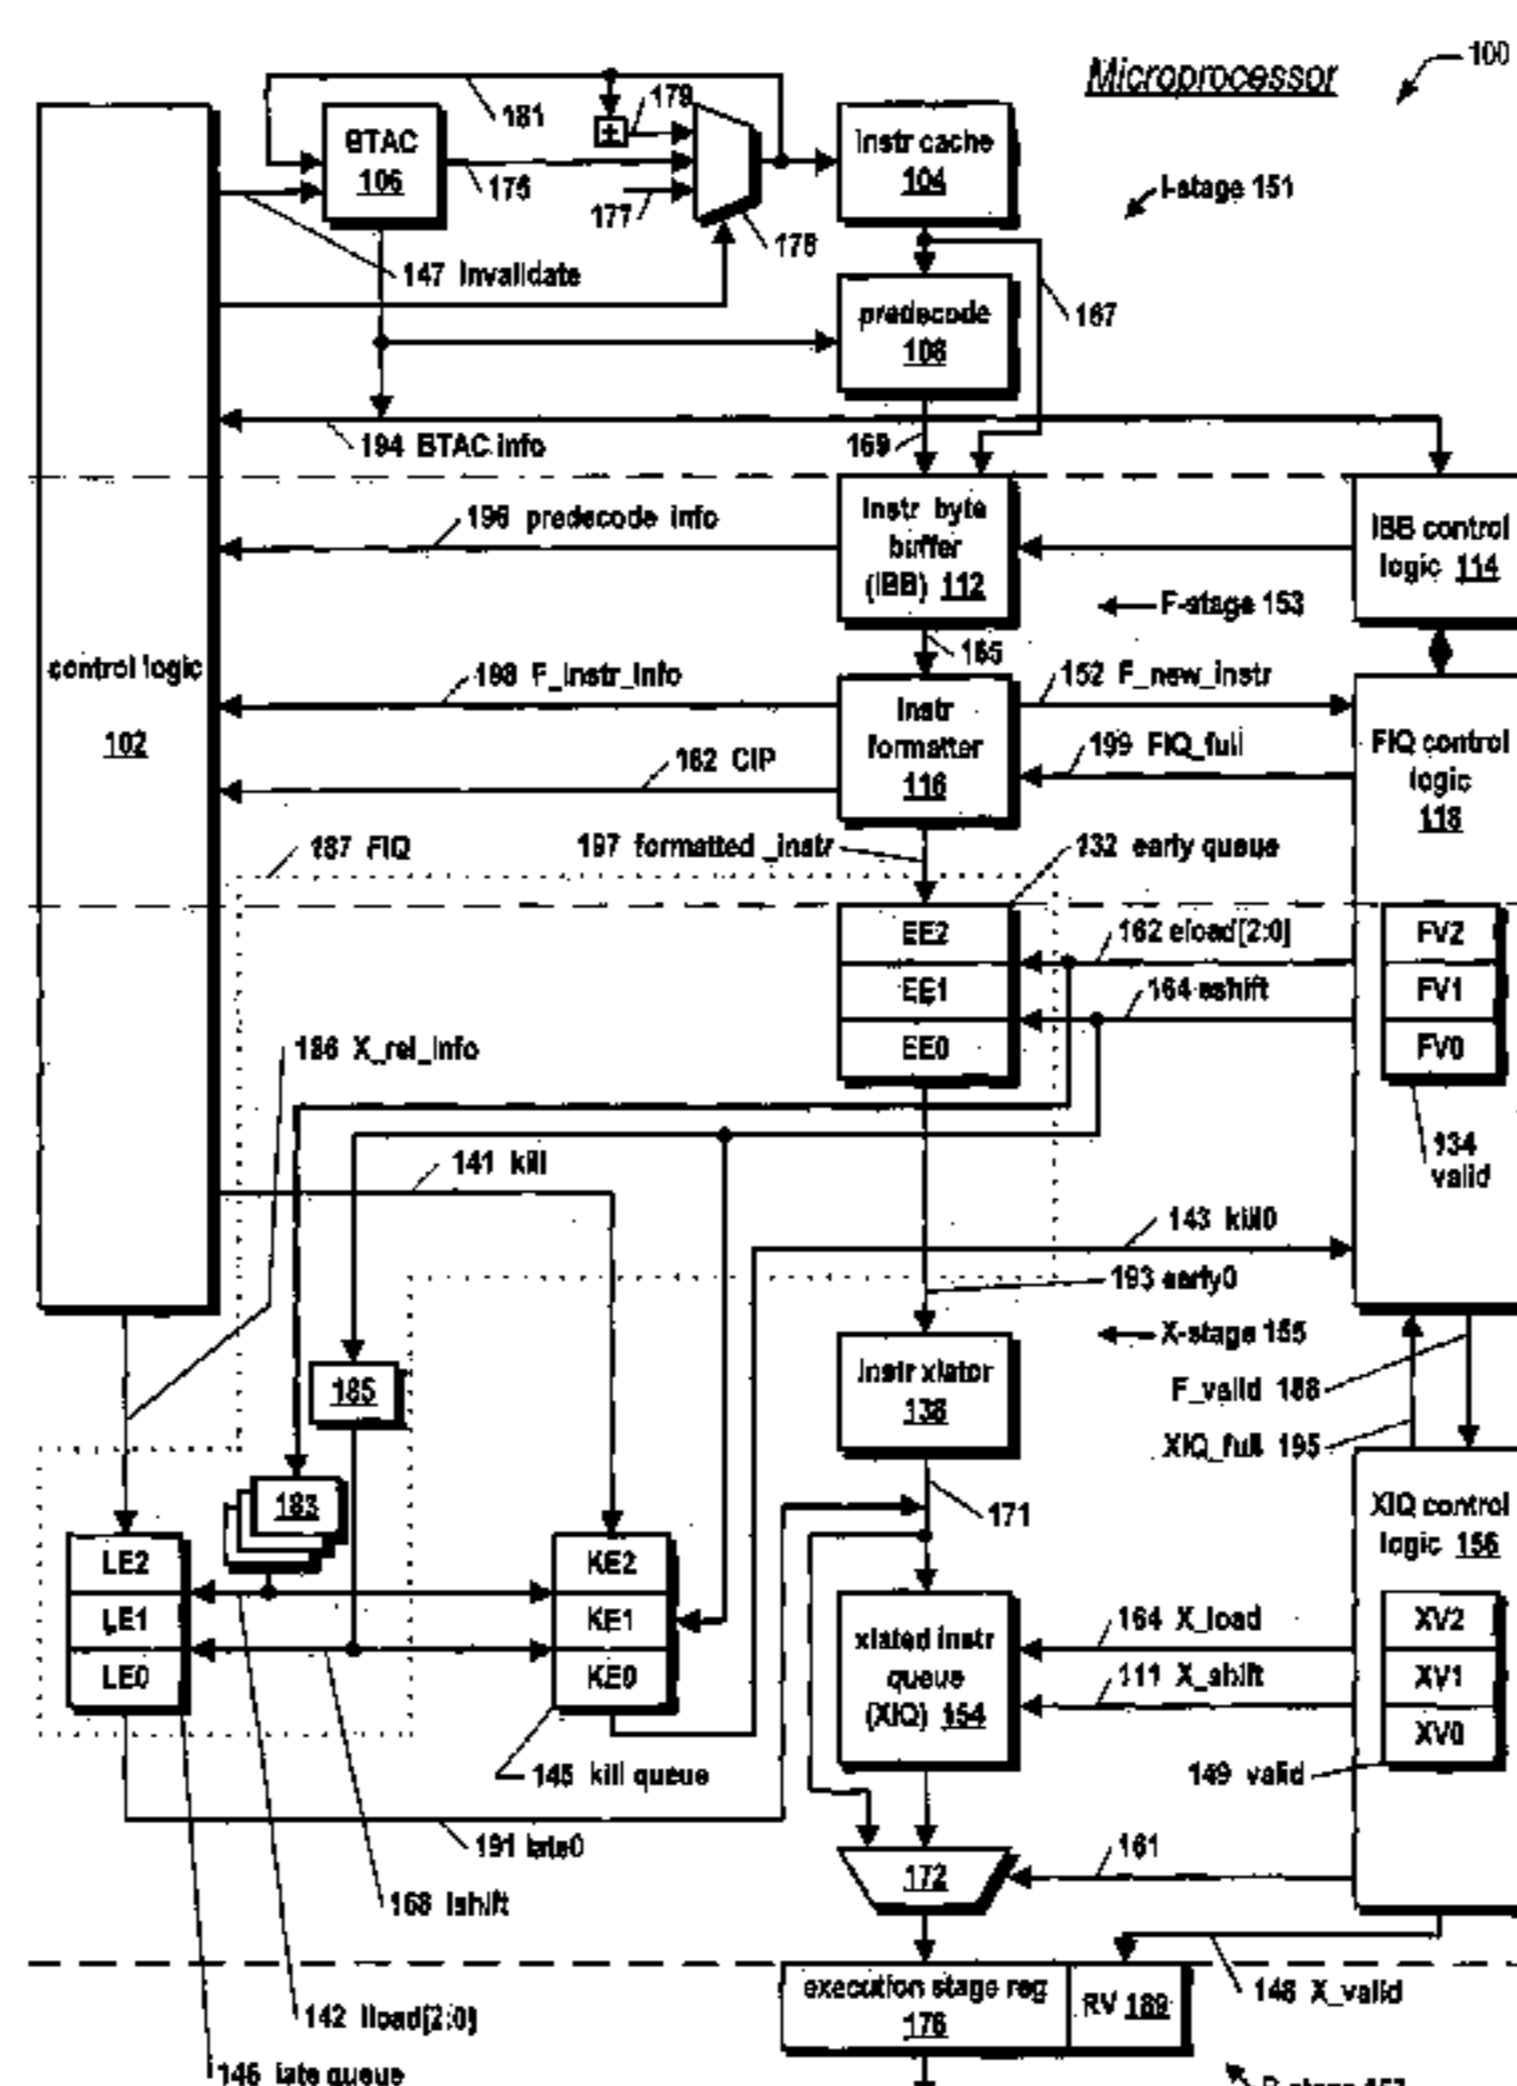 Microprocessor
100
181
179
BTAC
106
±
175
177
178
instr cache
104
I-stage 151
147 invalidate
predecode
108
167
194 BTAC info
169
196 predecode info
Instr byte
buffer
(IBB) 112
IBB control
logic 114
F-stage 153
165
control logic
102
198 F_instr_info
152 F_new_instr
Instr
formatter
116
199 FIQ_full
FIQ control
logic
118
182 CIP
187 FIQ
197 formatted_instr
132 early queue
EE2
EE1
EE0
162 eload[2:0]
164 eshift
FV2
FV1
FV0
134
valid
186 X_rel_info
141 kill
143 kill0
193 early0
X-stage 155
Instr xlator
138
185
F_valid 188
XIQ_full 195
183
171
XIQ control
logic 156
LE2
LE1
LE0
KE2
KE1
KE0
xlated instr
queue
(XIQ) 154
164 X_load
111 X_shift
XV2
XV1
XV0
145 kill queue
149 valid
191 late0
172
161
168 lshift
execution stage reg
176
RV 189
148 X_valid
142 lload[2:0]
146 late queue